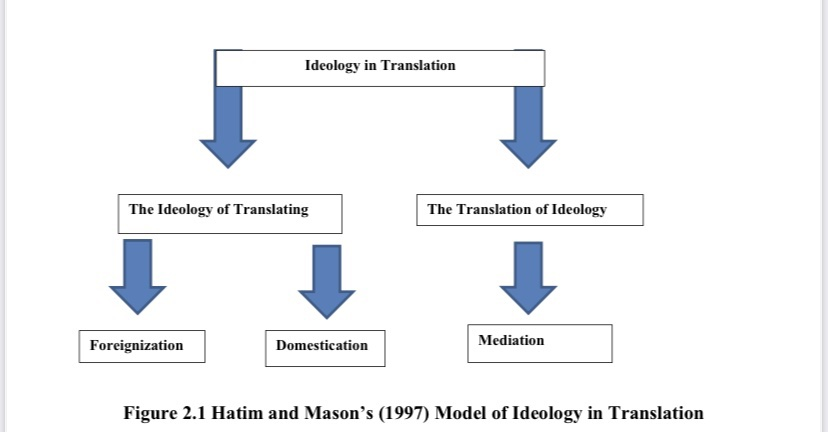 Ideology in Translation
The Ideology of Translating
The Translation of Ideology
Foreignization
Domestication
Mediation
Figure 2.1 Hatim and Mason’s (1997) Model of Ideology in Translation